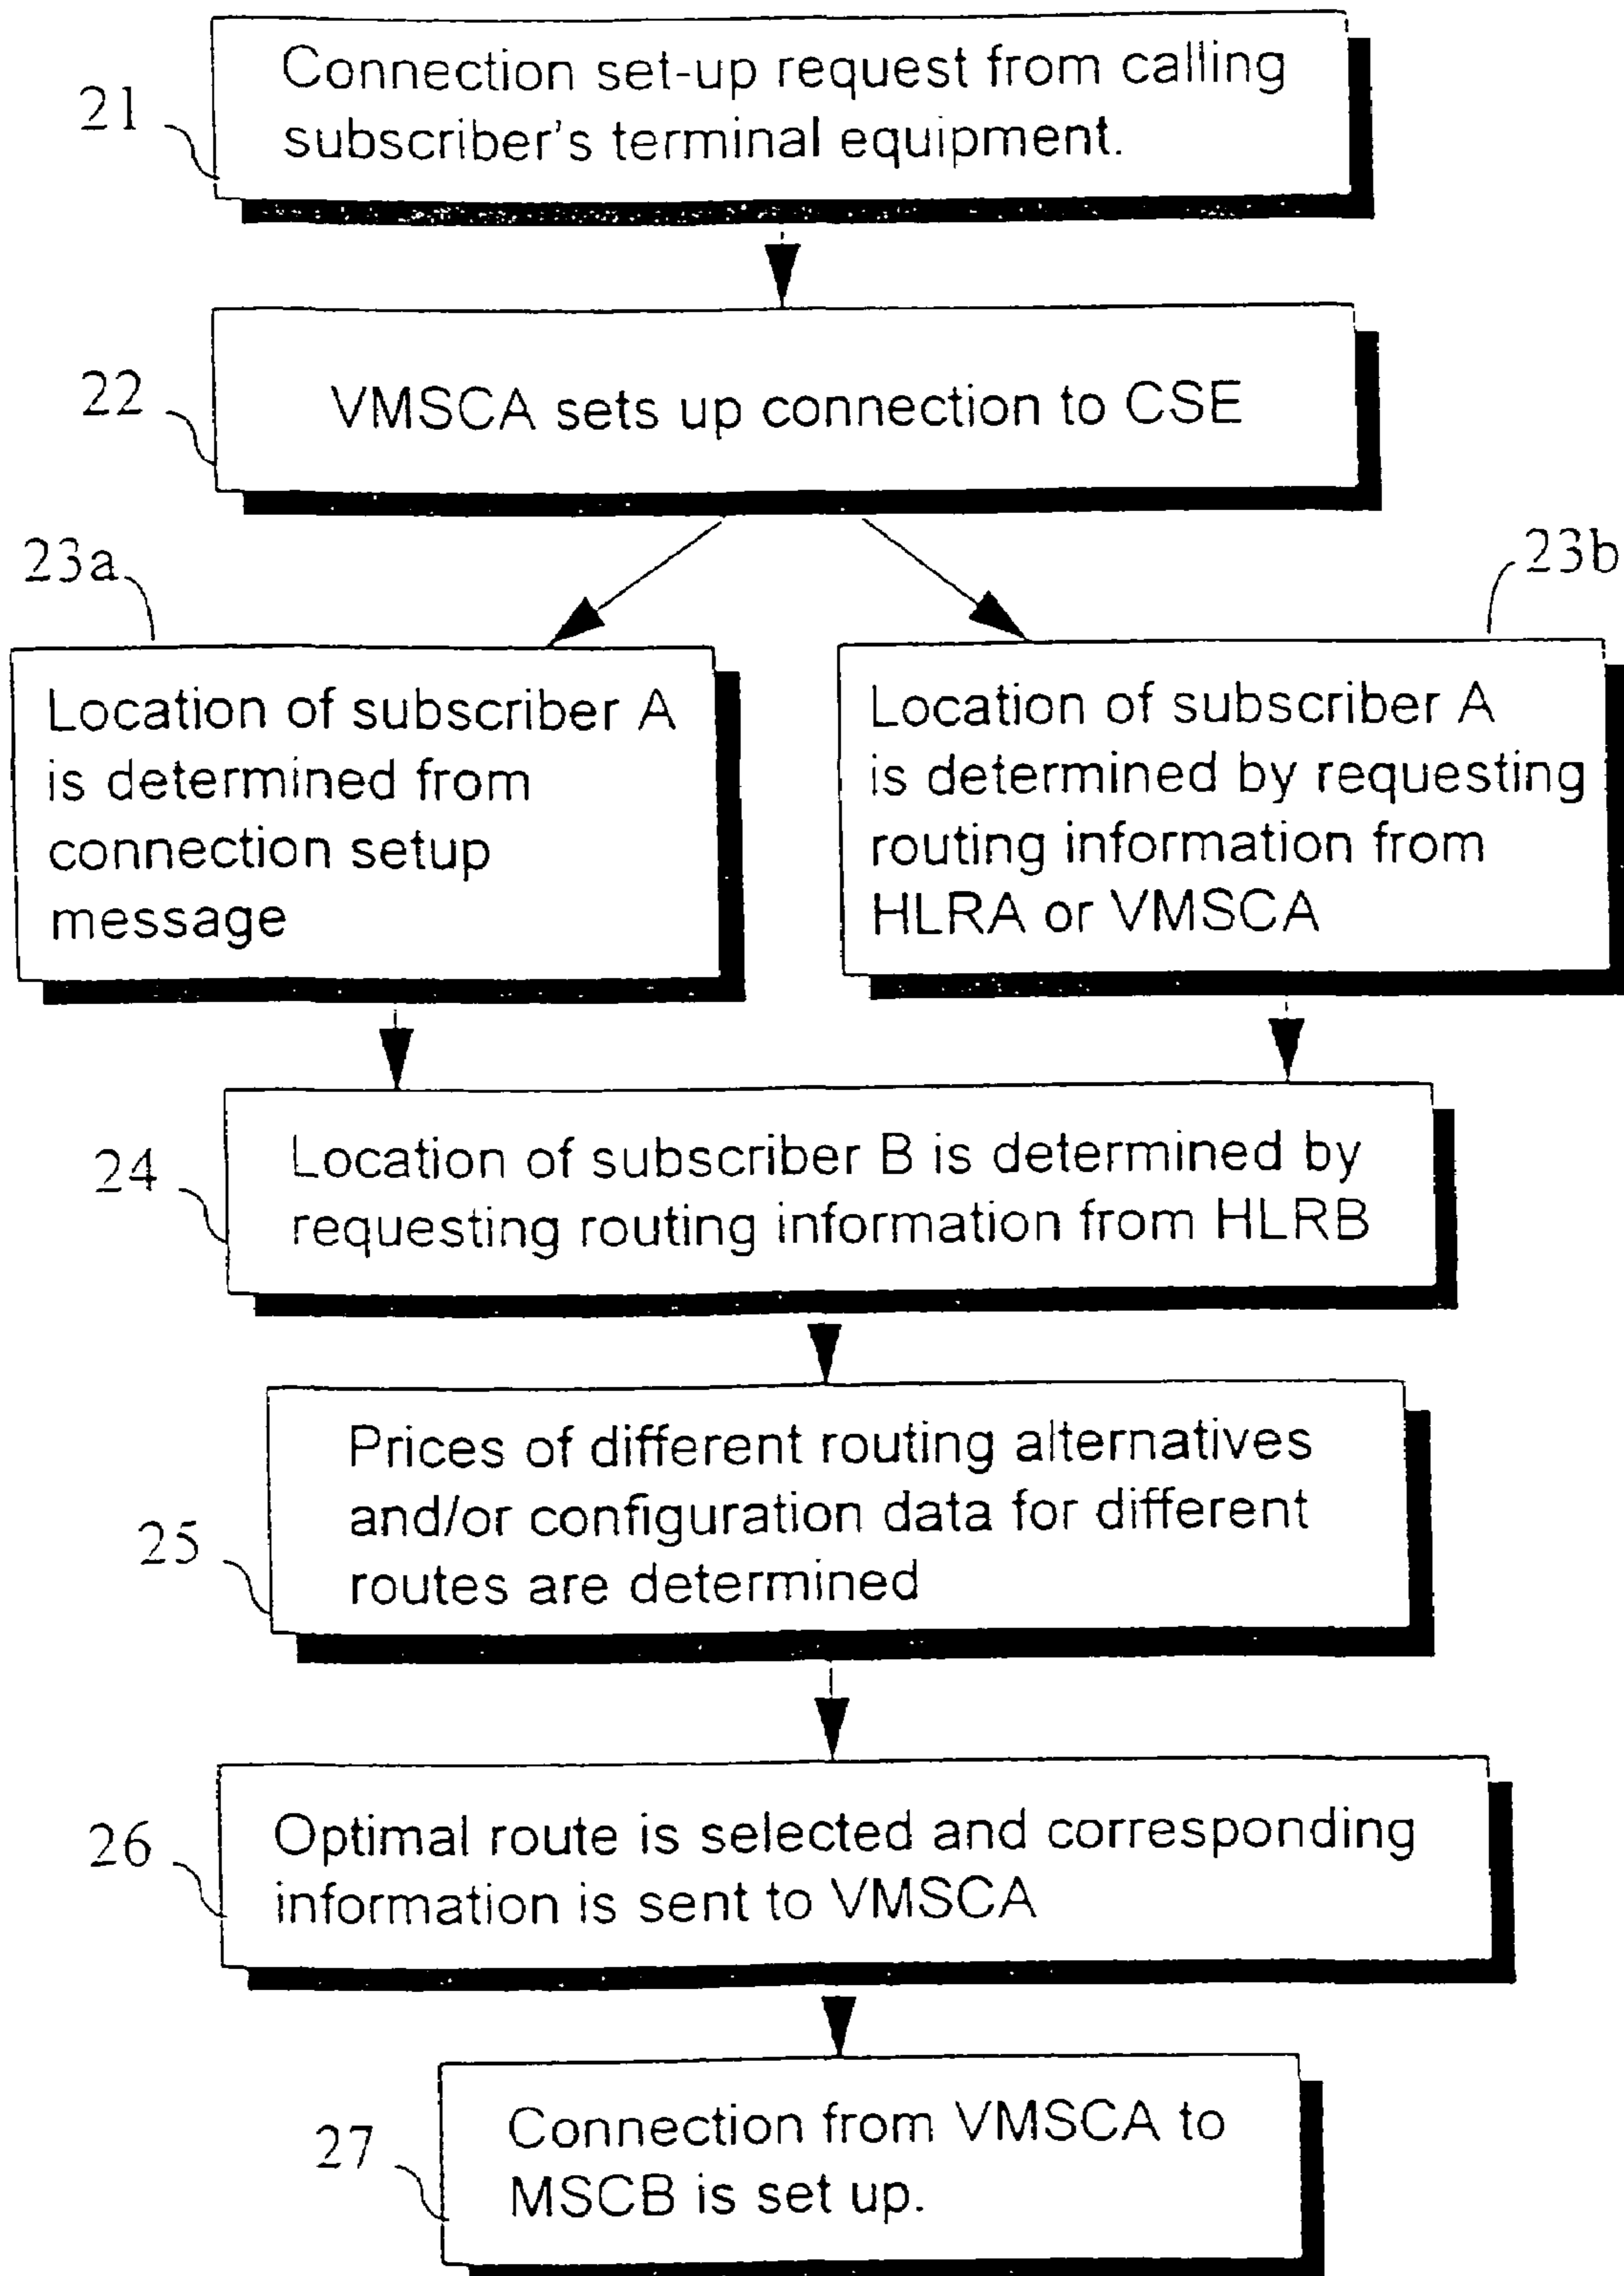 21
Connection set-up request from calling
subscriber's terminal equipment.
22
VMSCA sets up connection to CSE
23a
Location of subscriber A
is determined from
connection setup
message
23b
Location of subscriber A
is determined by requesting
routing information from
HLRA or VMSCA
24
Location of subscriber B is determined by
requesting routing information from HLRB
25
Prices of different routing alternatives
and/or configuration data for different
routes are determined
26
Optimal route is selected and corresponding
information is sent to VMSCA
27
Connection from VMSCA to
MSCB is set up.